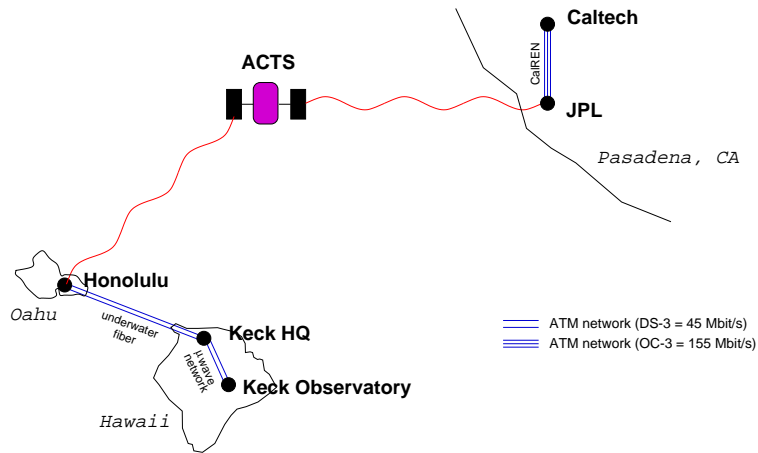 Caltech
ACTS
CalREN
JPL
Pasadena, CA
Honolulu
Oahu
underwater
fiber
Keck HQ
μ wave
network
Keck Observatory
Hawaii
ATM network (DS-3 = 45 Mbit/s)
ATM network (OC-3 = 155 Mbit/s)